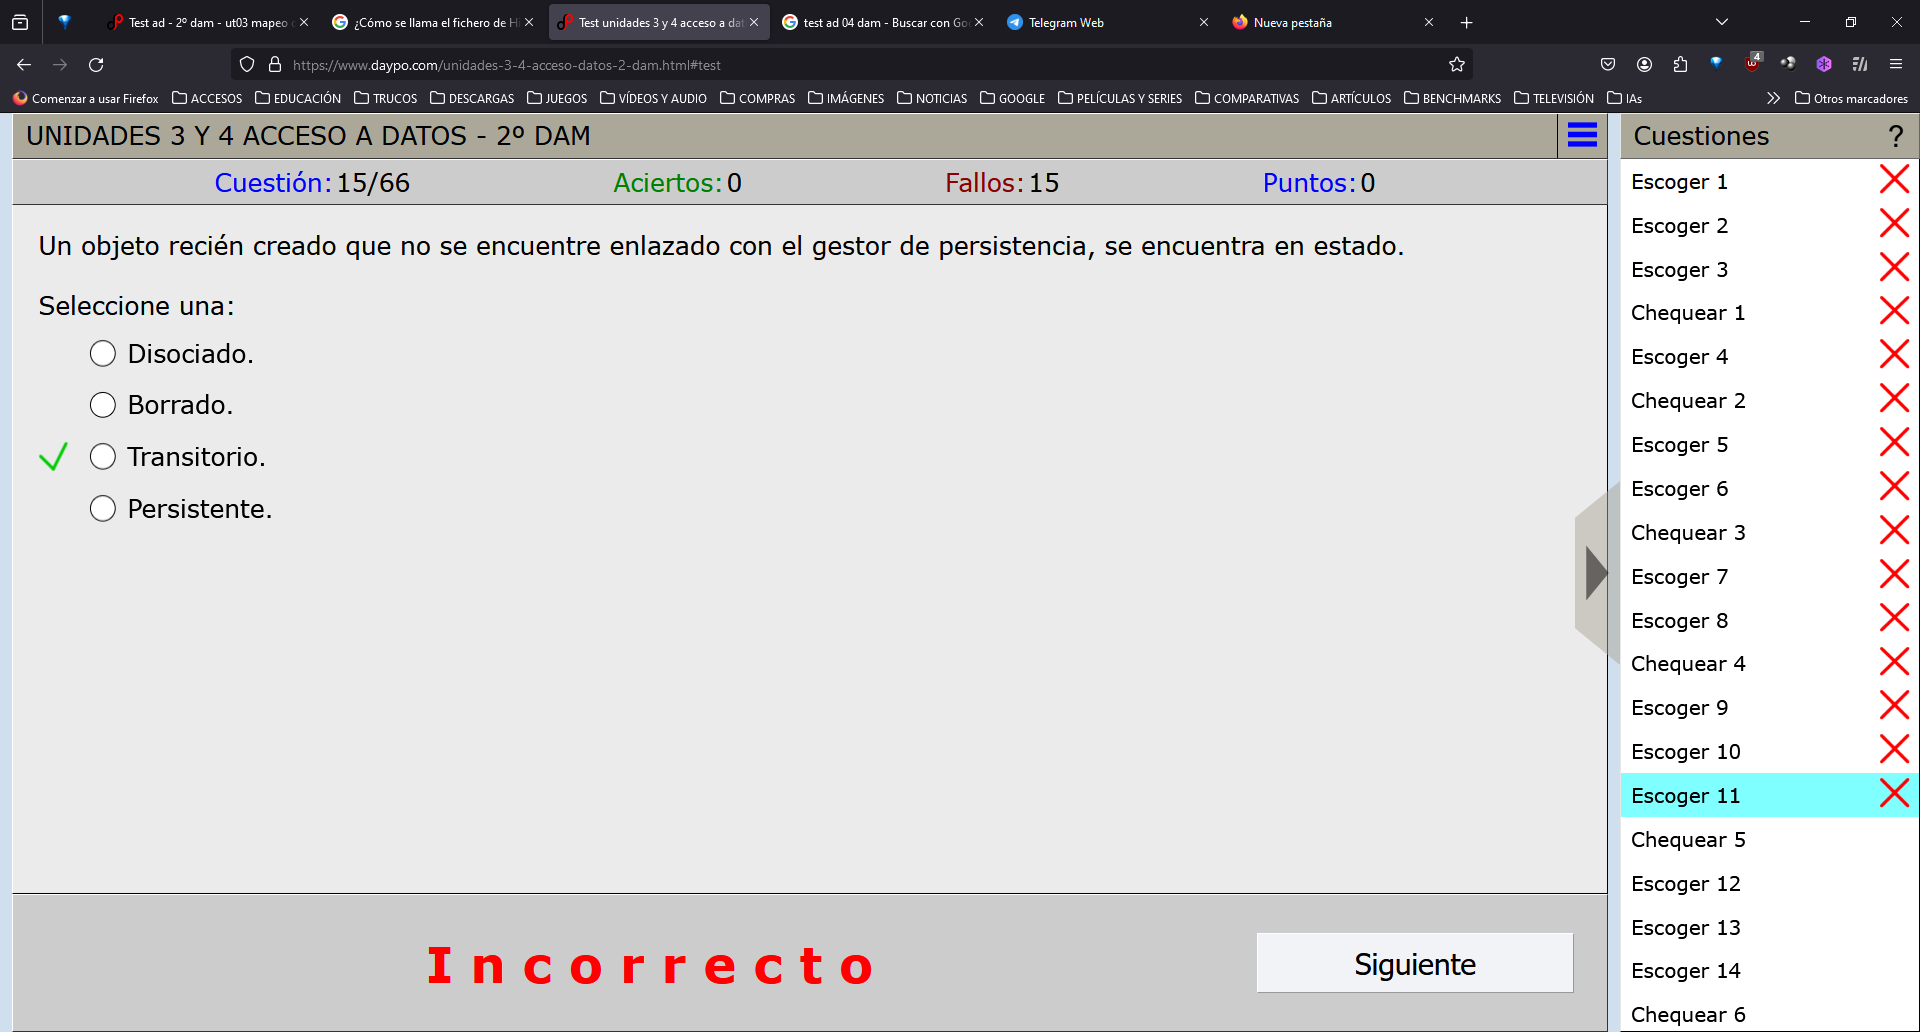 Test ad - 2º dam - ut03 mapeo
¿Cómo se llama el fichero de Hi
Test unidades 3 y 4 acceso a dat
test ad 04 dam - Buscar con Goo
Telegram Web
Nueva pestaña
https://www.daypo.com/unidades-3-4-acceso-datos-2-dam.html#test
4
Comenzar a usar Firefox
ACCESOS
EDUCACIÓN
TRUCOS
DESCARGAS
JUEGOS
VÍDEOS Y AUDIO
COMPRAS
IMÁGENES
NOTICIAS
GOOGLE
PELÍCULAS Y SERIES
COMPARATIVAS
ARTÍCULOS
BENCHMARKS
TELEVISIÓN
IAs
Otros marcadores
UNIDADES 3 Y 4 ACCESO A DATOS - 2º DAM
Cuestión: 15/66
Aciertos: 0
Fallos: 15
Puntos: 0
Un objeto recién creado que no se encuentre enlazado con el gestor de persistencia, se encuentra en estado.
Seleccione una:
Disociado.
Borrado.
Transitorio.
Persistente.
Incorrecto
Siguiente
Cuestiones ?
Escoger 1
Escoger 2
Escoger 3
Chequear 1
Escoger 4
Chequear 2
Escoger 5
Escoger 6
Chequear 3
Escoger 7
Escoger 8
Chequear 4
Escoger 9
Escoger 10
Escoger 11
Chequear 5
Escoger 12
Escoger 13
Escoger 14
Chequear 6